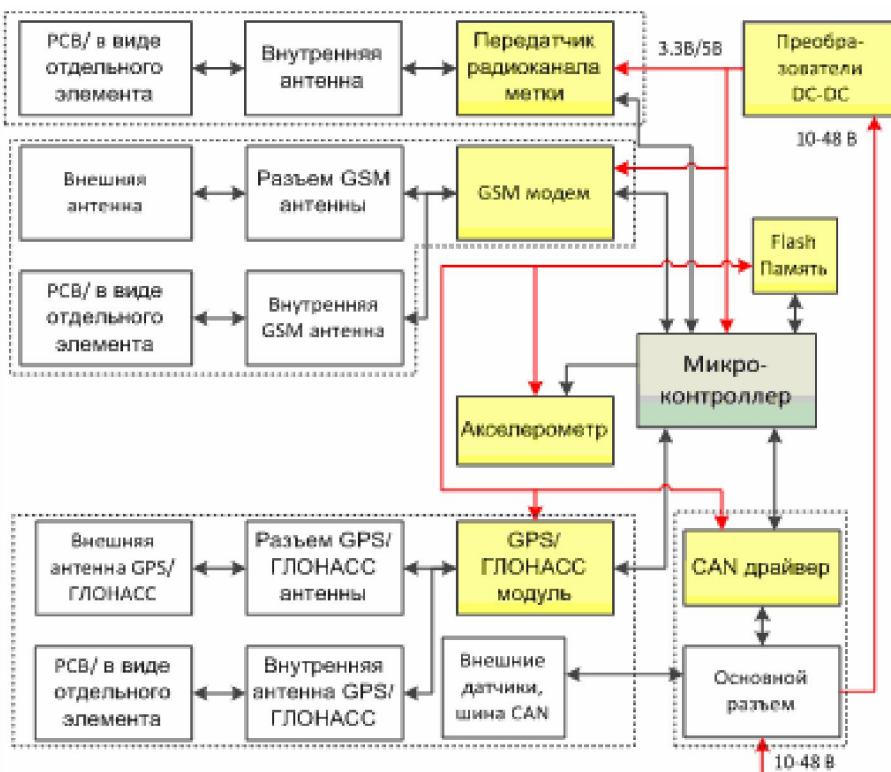 PCB/ в виде
отдельного
элемента
Внутренняя
антенна
Передатчик
радиоканала
метки
3.3В/5В
Преобра-
зователи
DC-DC
10-48 В
Внешняя
антенна
Разъем GSM
антенны
GSM модем
Flash
Память
PCB/ в виде
отдельного
элемента
Внутренняя
GSM антенна
Микро-
контроллер
Акселерометр
Внешняя
антенна GPS/
ГЛОНАСС
Разъем GPS/
ГЛОНАСС
антенны
GPS/
ГЛОНАСС
модуль
CAN драйвер
PCB/ в виде
отдельного
элемента
Внутренняя
антенна GPS/
ГЛОНАСС
Внешние
датчики,
шина CAN
Основной
разъем
10-48 В